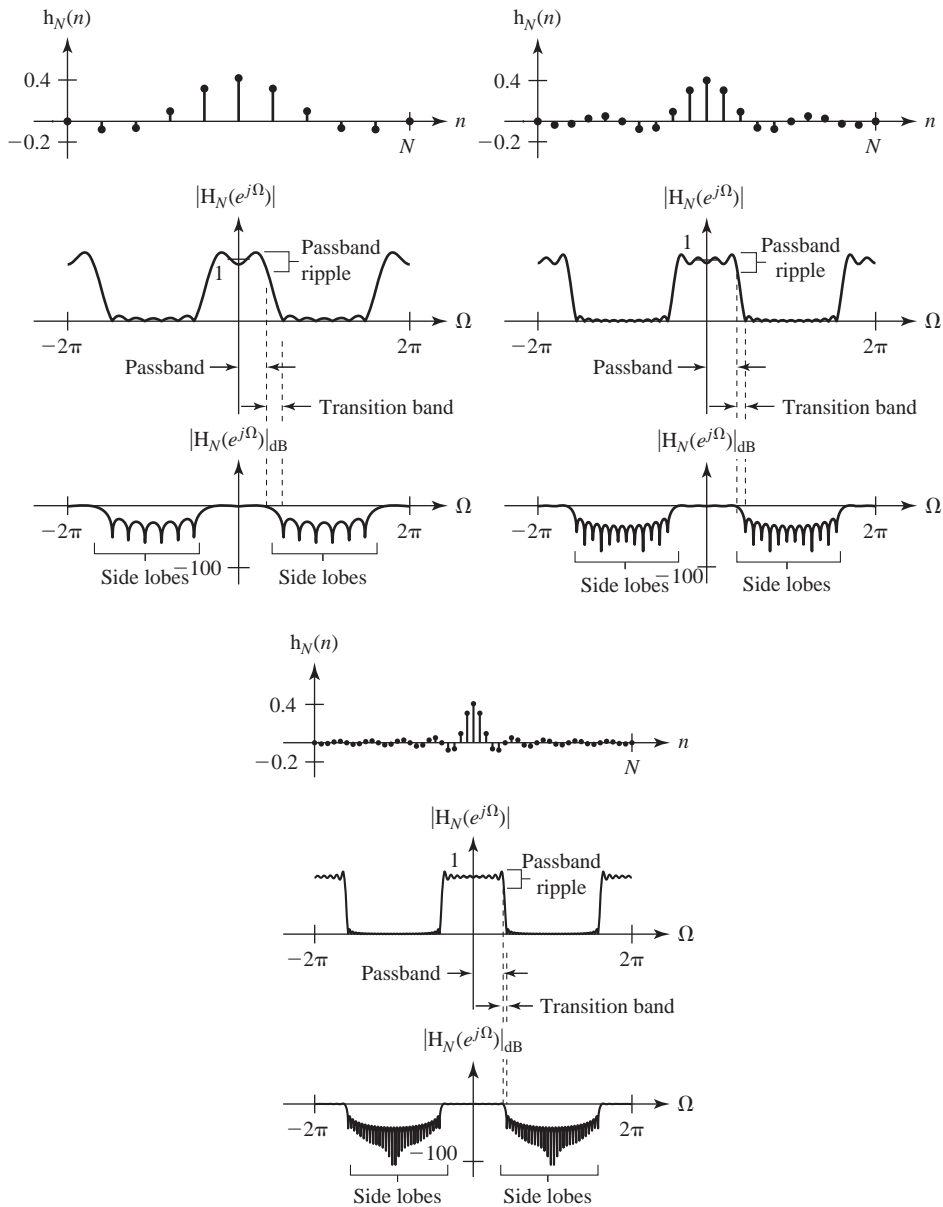 h_N(n)
0.4
−0.2
n
N
|H_N(e^{jΩ})|
1
Passband
ripple
Ω
−2π
2π
Passband
Transition band
|H_N(e^{jΩ})|_dB
Ω
−2π
2π
Side lobes
−100
Side lobes
h_N(n)
0.4
−0.2
n
N
|H_N(e^{jΩ})|
1
Passband
ripple
Ω
−2π
2π
Passband
Transition band
|H_N(e^{jΩ})|_dB
Ω
−2π
2π
Side lobes
−100
Side lobes
h_N(n)
0.4
−0.2
n
N
|H_N(e^{jΩ})|
1
Passband
ripple
Ω
−2π
2π
Passband
Transition band
|H_N(e^{jΩ})|_dB
Ω
−2π
2π
−100
Side lobes
Side lobes